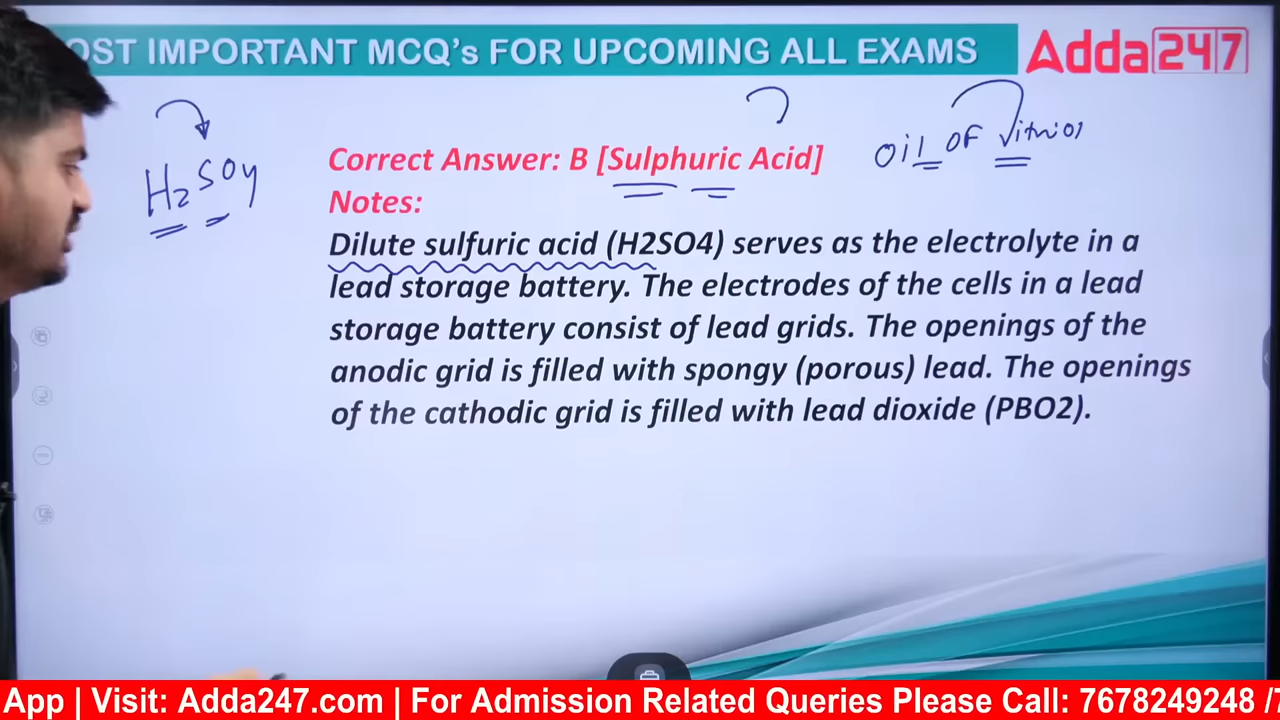 OST IMPORTANT MCQ's FOR UPCOMING ALL EXAMS
Adda247
H2SO4
Oil OF Vitriol
Correct Answer: B [Sulphuric Acid]
Notes:
Dilute sulfuric acid (H2SO4) serves as the electrolyte in a
lead storage battery. The electrodes of the cells in a lead
storage battery consist of lead grids. The openings of the
anodic grid is filled with spongy (porous) lead. The openings
of the cathodic grid is filled with lead dioxide (PBO2).
App | Visit: Adda247.com | For Admission Related Queries Please Call: 7678249248 /7